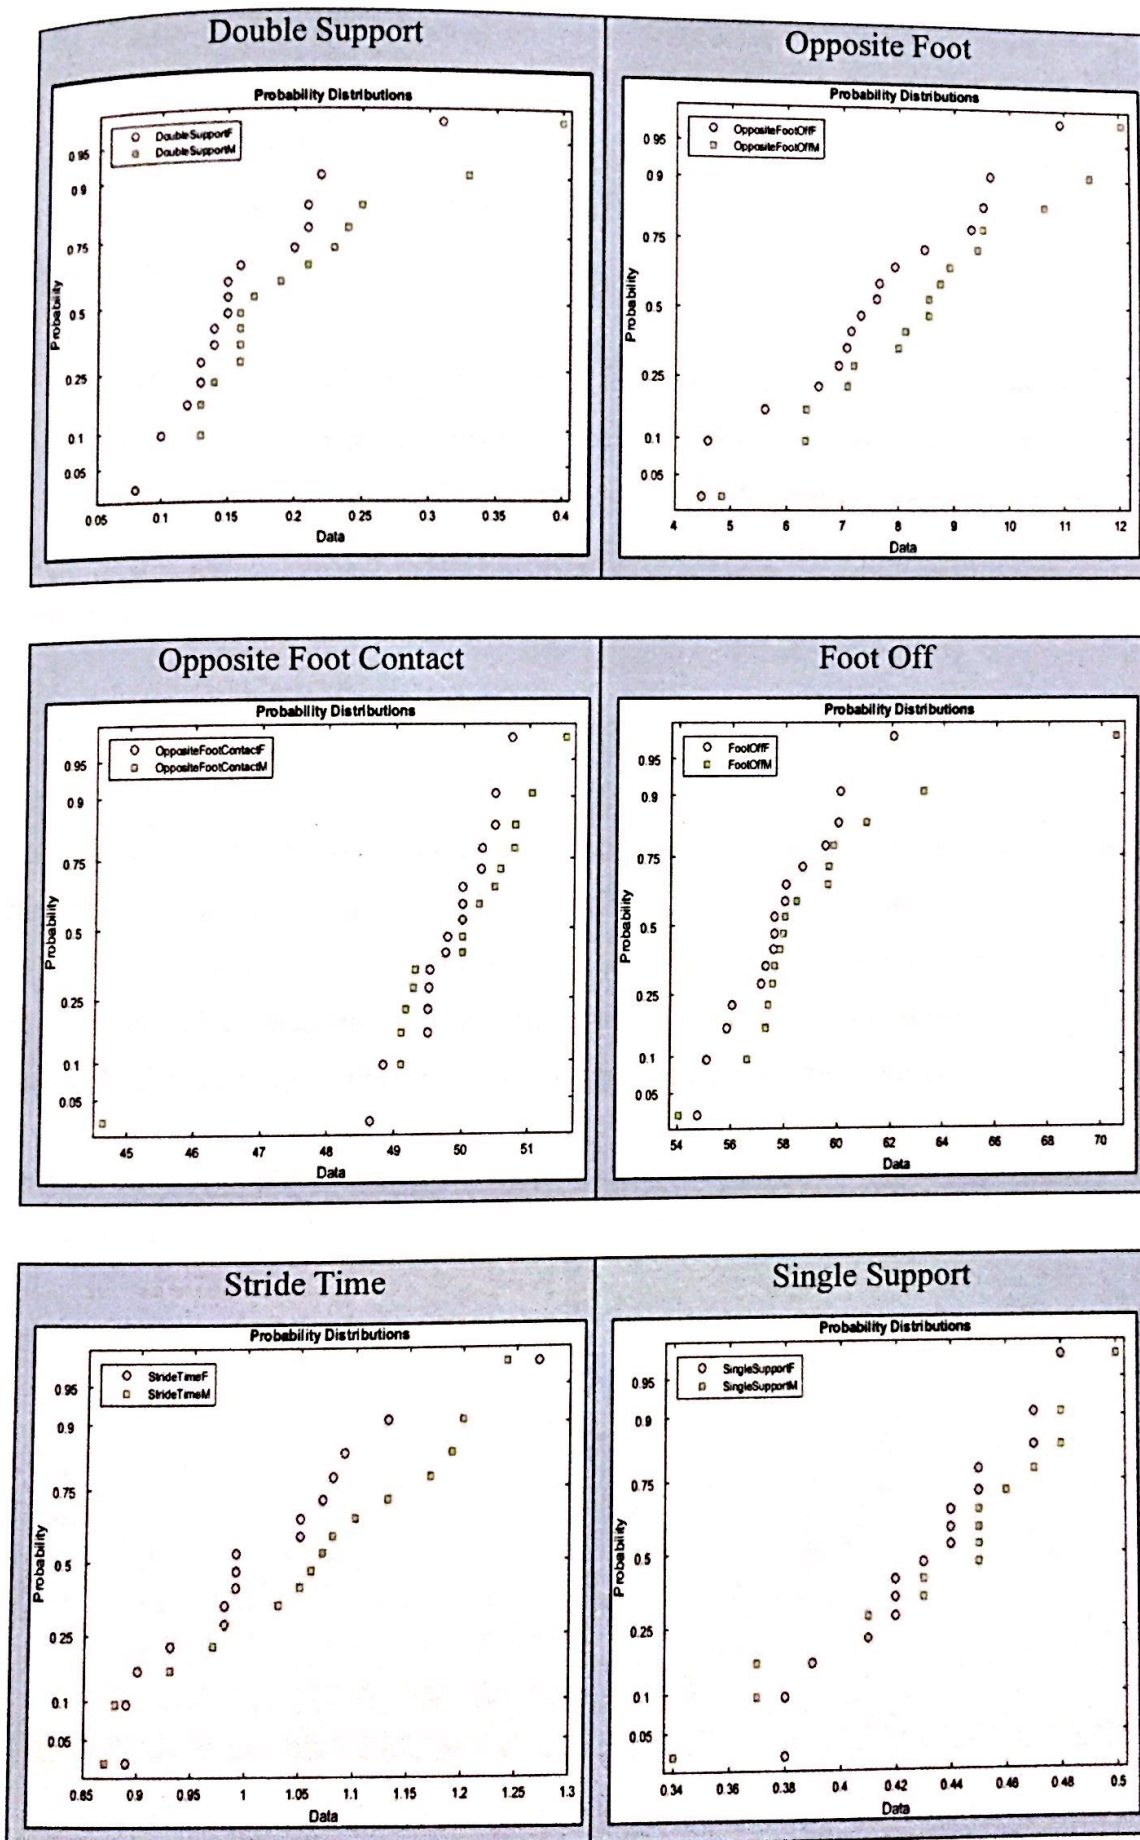 Double Support
Opposite Foot
Probability Distributions
DoubleSupportF
DoubleSupportM
0.95
0.9
0.75
0.5
0.25
0.1
0.05
Probability
0.05 0.1 0.15 0.2 0.25 0.3 0.35 0.4
Data
Probability Distributions
OppositeFootOffF
OppositeFootOffM
0.95
0.9
0.75
0.5
0.25
0.1
0.05
Probability
4 5 6 7 8 9 10 11 12
Data
Opposite Foot Contact
Foot Off
Probability Distributions
OppositeFootContactF
OppositeFootContactM
0.95
0.9
0.75
0.5
0.25
0.1
0.05
Probability
45 46 47 48 49 50 51
Data
Probability Distributions
FootOffF
FootOffM
0.95
0.9
0.75
0.5
0.25
0.1
0.05
Probability
54 56 58 60 62 64 66 68 70
Data
Stride Time
Single Support
Probability Distributions
StrideTimeF
StrideTimeM
0.95
0.9
0.75
0.5
0.25
0.1
0.05
Probability
0.85 0.9 0.95 1 1.05 1.1 1.15 1.2 1.25 1.3
Data
Probability Distributions
SingleSupportF
SingleSupportM
0.95
0.9
0.75
0.5
0.25
0.1
0.05
Probability
0.34 0.36 0.38 0.4 0.42 0.44 0.46 0.48 0.5
Data